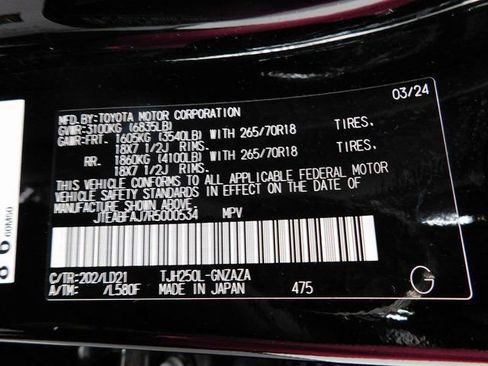 03/24
MFD.BY:TOYOTA MOTOR CORPORATION
GVWR:3100KG (6835LB)
GAWR:FRT. 1605KG (3540LB) WITH 265/70R18 TIRES.
18X7 1/2J RIMS.
RR. 1860KG (4100LB) WITH 265/70R18 TIRES.
18X7 1/2J RIMS.
THIS VEHICLE CONFORMS TO ALL APPLICABLE FEDERAL MOTOR
VEHICLE SAFETY STANDARDS IN EFFECT ON THE DATE OF
MANUFACTURE SHOWN ABOVE.
JTEABFAJ7R5000534 MPV
C/TR:202/LD21 TJH250L-GNZAZA
A/TM: /L580F MADE IN JAPAN 475
G